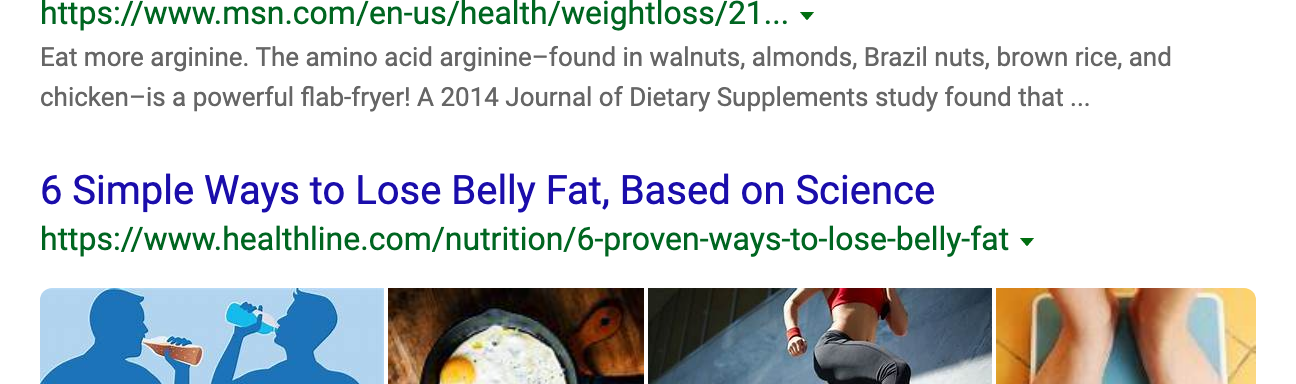 https://www.msn.com/en-us/health/weightloss/21...
Eat more arginine. The amino acid arginine–found in walnuts, almonds, Brazil nuts, brown rice, and
chicken–is a powerful flab-fryer! A 2014 Journal of Dietary Supplements study found that ...
6 Simple Ways to Lose Belly Fat, Based on Science
https://www.healthline.com/nutrition/6-proven-ways-to-lose-belly-fat